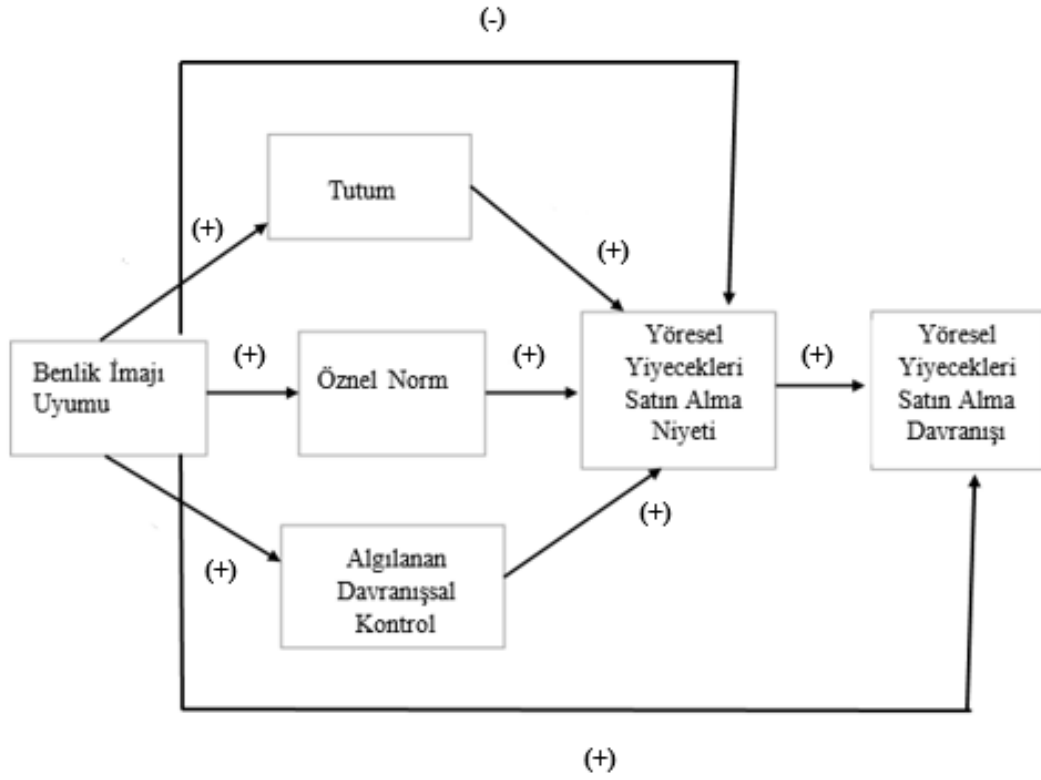 (-)
Tutum
(+)
(+)
Benlik İmajı
Uyumu
(+)
Öznel Norm
(+)
Yöresel
Yiyecekleri
Satın Alma
Niyeti
(+)
Yöresel
Yiyecekleri
Satın Alma
Davranışı
(+)
Algılanan
Davranışsal
Kontrol
(+)
(+)